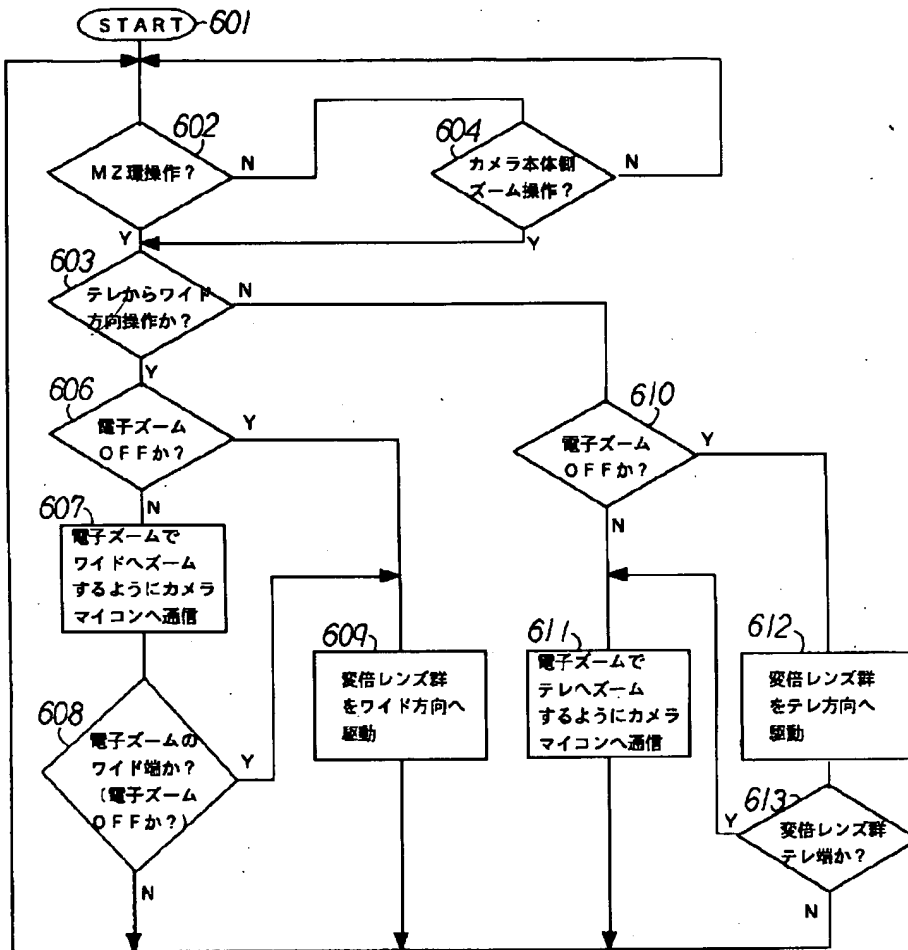 START
601
602
MZ環操作?
N
604
カメラ本体側
ズーム操作?
N
Y
Y
603
テレからワイド
方向操作か?
N
Y
606
電子ズーム
OFFか?
Y
N
610
電子ズーム
OFFか?
Y
N
607
電子ズームで
ワイドへズーム
するようにカメラ
マイコンへ通信
609
変倍レンズ群
をワイド方向へ
駆動
611
電子ズームで
テレへズーム
するようにカメラ
マイコンへ通信
612
変倍レンズ群
をテレ方向へ
駆動
608
電子ズームの
ワイド端か?
(電子ズーム
OFFか?)
Y
N
613
変倍レンズ群
テレ端か?
Y
N